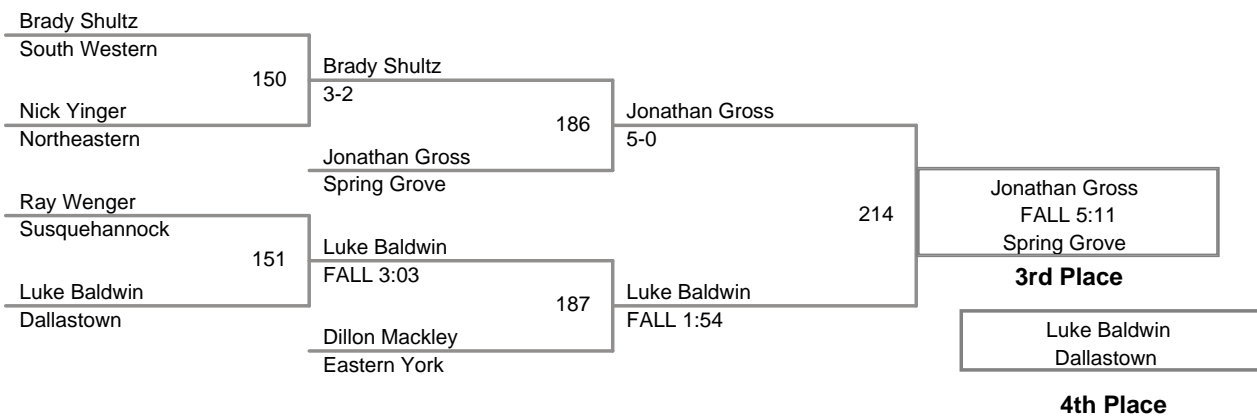 Brady Shultz
South Western
150
Nick Yinger
Northeastern
Brady Shultz
3-2
186
Jonathan Gross
Spring Grove
Ray Wenger
Susquehannock
151
Luke Baldwin
Dallastown
Luke Baldwin
FALL 3:03
187
Dillon Mackley
Eastern York
Jonathan Gross
5-0
214
Luke Baldwin
FALL 1:54
Jonathan Gross
FALL 5:11
Spring Grove
3rd Place
Luke Baldwin
Dallastown
4th Place